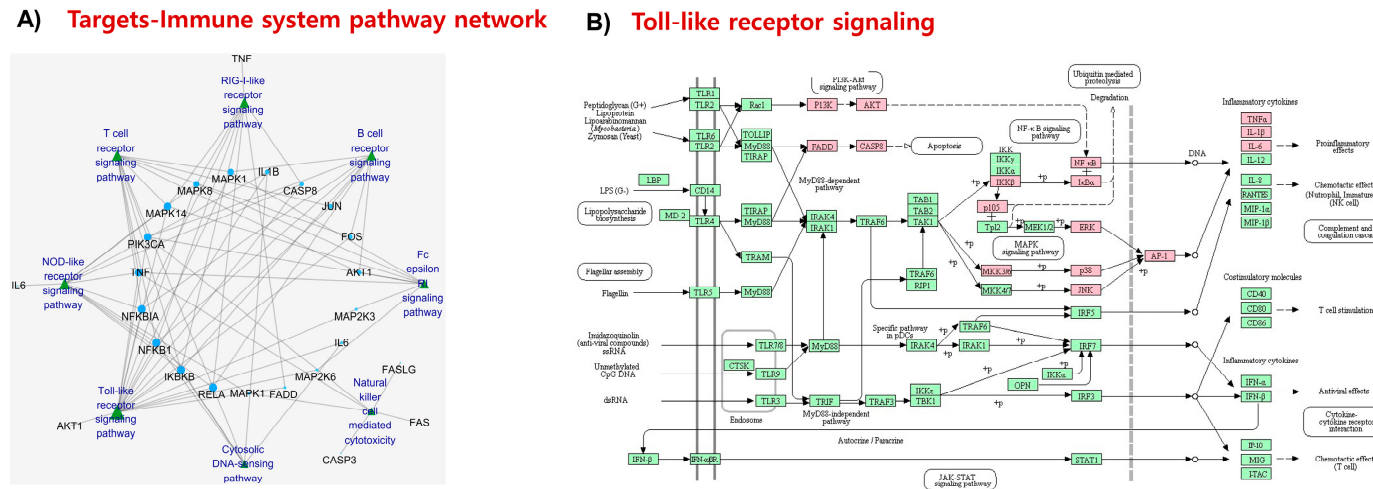 A) Targets-Immune system pathway network
TNF
RIG-I-like
receptor
signaling
pathway
T cell
receptor
signaling
pathway
B cell
receptor
signaling
pathway
MAPK1
IL1B
MAPK8
CASP8
MAPK14
JUN
PIK3CA
FOS
NOD-like
receptor
signaling
pathway
TNF
AKT1
Fc
epsilon
RI
signaling
pathway
IL6
NFKBIA
MAP2K3
NFKB1
IL6
IKBKB
MAP2K6
FASLG
RELA
MAPK1
FADD
Natural
killer
cell
mediated
cytotoxicity
Toll-like
receptor
signaling
pathway
AKT1
FAS
Cytosolic
DNA-sensing
pathway
CASP3
B) Toll-like receptor signaling
PI3K-Akt
signaling pathway
Ubiquitin mediated
proteolysis
Degradation
Peptidoglycan (G+)
Lipoprotein
Lipoarabinomannan
(Mycobacteria)
Zymosan (Yeast)
TLR1
TLR2
Rac1
PI3K
AKT
TLR6
TLR2
TOLLIP
MyD88
TIRAP
FADD
CASP8
Apoptosis
NF-κB signaling
pathway
IKK
IKKγ
IKKα
IKKβ
+p
NFκB
+
IκBα
DNA
Inflammatory cytokines
TNFα
IL-1β
IL-6
IL-12
Proinflammatory
effects
IL-8
RANTES
MIP-1α
MIP-1β
Chemotactic effects
(Neutrophil, Immature
(NK cell)
Complement and
LBP
LPS (G-)
CD14
Lipopolysaccharide
biosynthesis
MD-2
TLR4
TIRAP
MyD88
TRAM
MyD88-dependent
pathway
IRAK4
IRAK1
TRAF6
TAB1
TAB2
TAK1
TRAF6
RIP1
p105
+
Tpl2
+p
MEK1/2
+p
ERK
MAPK
signaling pathway
+p
AP-1
+p
MKK3/6
+p
p38
MKK4/7
+p
JNK
Flagellar assembly
Flagellin
TLR5
MyD88
IRF5
Costimulatory molecules
CD40
CD80
CD86
T cell stimulation
Imidazoquinolin
(anti-viral compounds)
ssRNA
Unmethylated
CpG DNA
dsRNA
TLR7/8
CTSK
TLR9
TLR3
Endosome
MyD88
Specific pathway
in pDCs
IRAK4
+p
IRAK1
TRAF6
+p
+p
IRF7
IKKα
OPN
TRIF
TRAF3
IKKε
TBK1
+p
+p
IRF3
MyD88-independent
pathway
Inflammatory cytokines
IFN-α
IFN-β
Antiviral effects
Cytokine-
cytokine receptor
interaction
Autocrine / Paracrine
IFN-β
IFN-αβR
STAT1
JAK-STAT
signaling pathway
IP-10
MIG
I-TAC
Chemotactic effects
(T cell)